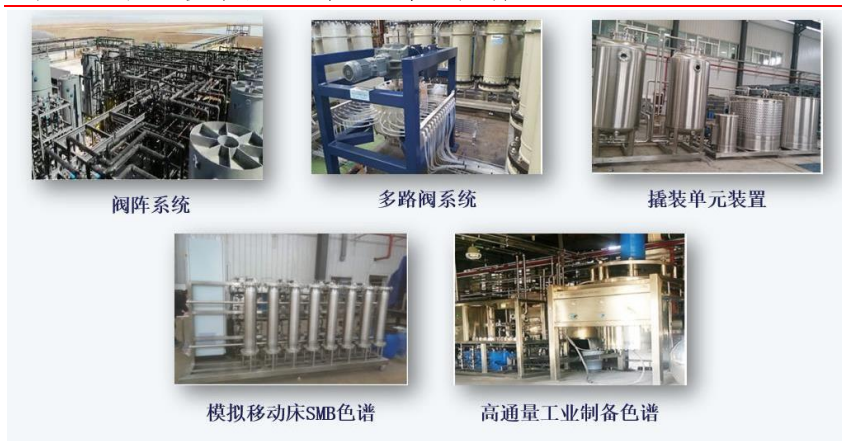 阀阵系统
多路阀系统
撬装单元装置
模拟移动床SMB色谱
高通量工业制备色谱